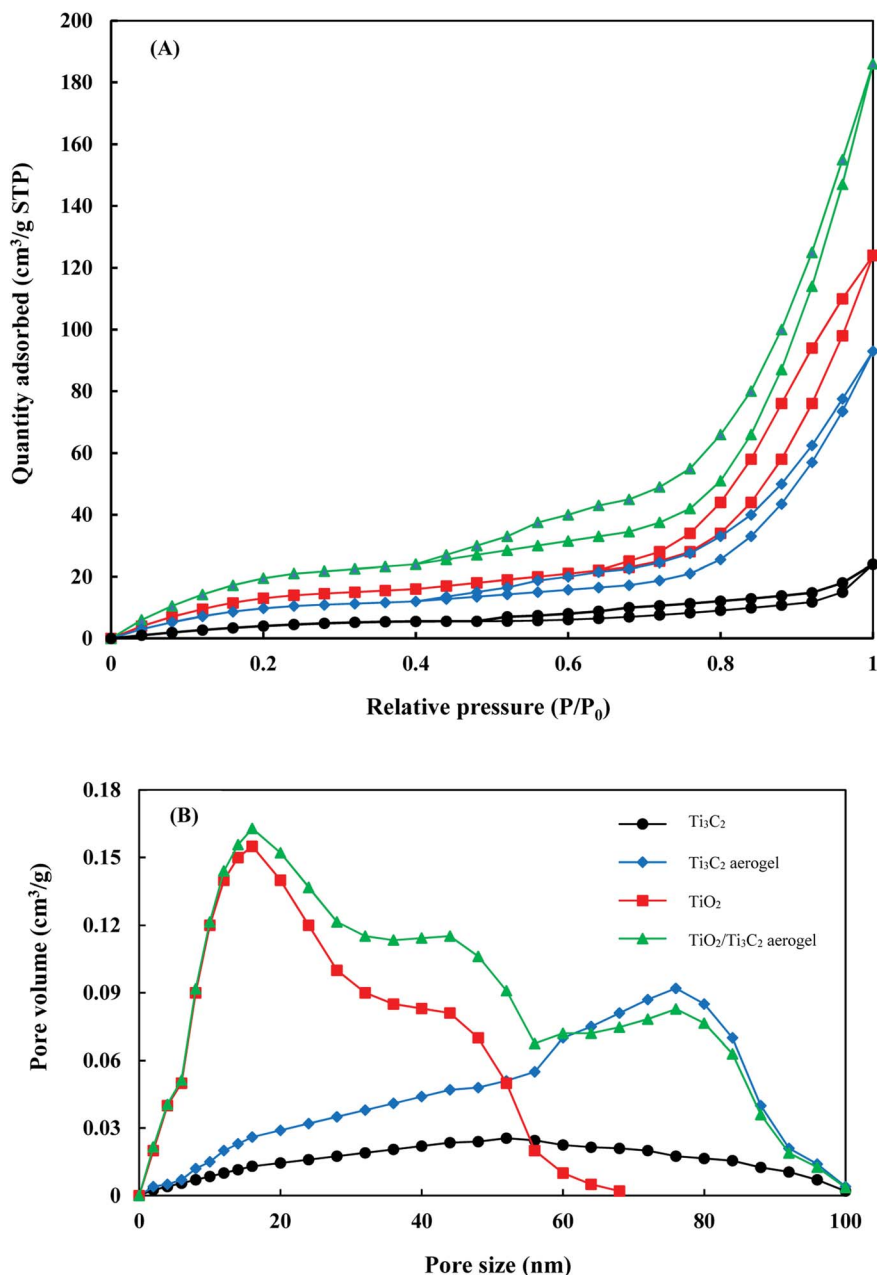 (A)
200
180
160
140
120
100
80
60
40
20
0
Quantity adsorbed (cm³/g STP)
0 0.2 0.4 0.6 0.8 1
Relative pressure (P/P₀)
(B)
0.18
0.15
0.12
0.09
0.06
0.03
0
Pore volume (cm³/g)
Ti₃C₂
Ti₃C₂ aerogel
TiO₂
TiO₂/Ti₃C₂ aerogel
0 20 40 60 80 100
Pore size (nm)